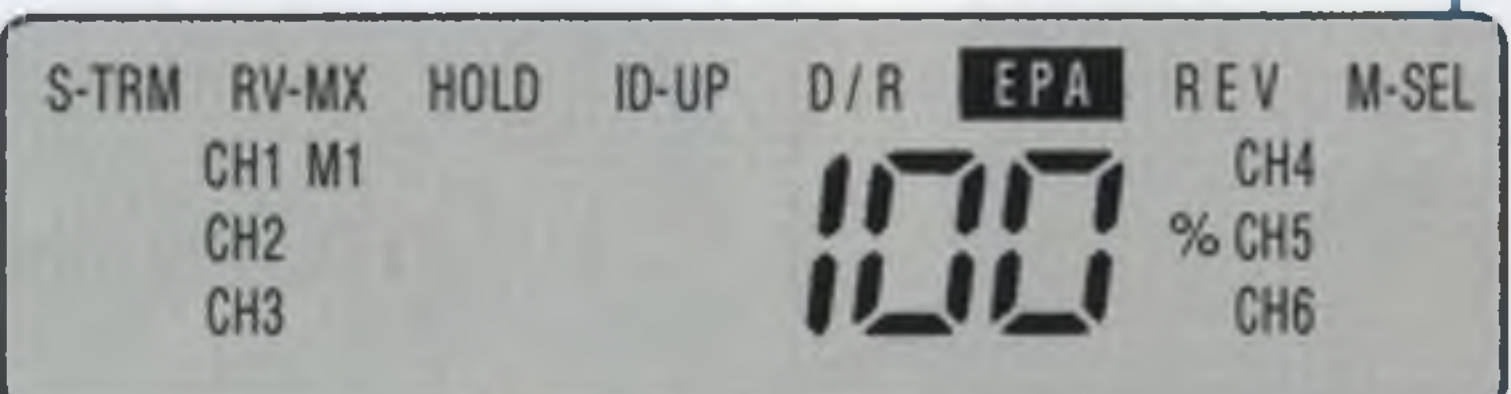 S-TRM RV-MX HOLD ID-UP D/R EPA REV M-SEL
CH1 M1 CH4
CH2 100 % CH5
CH3 CH6